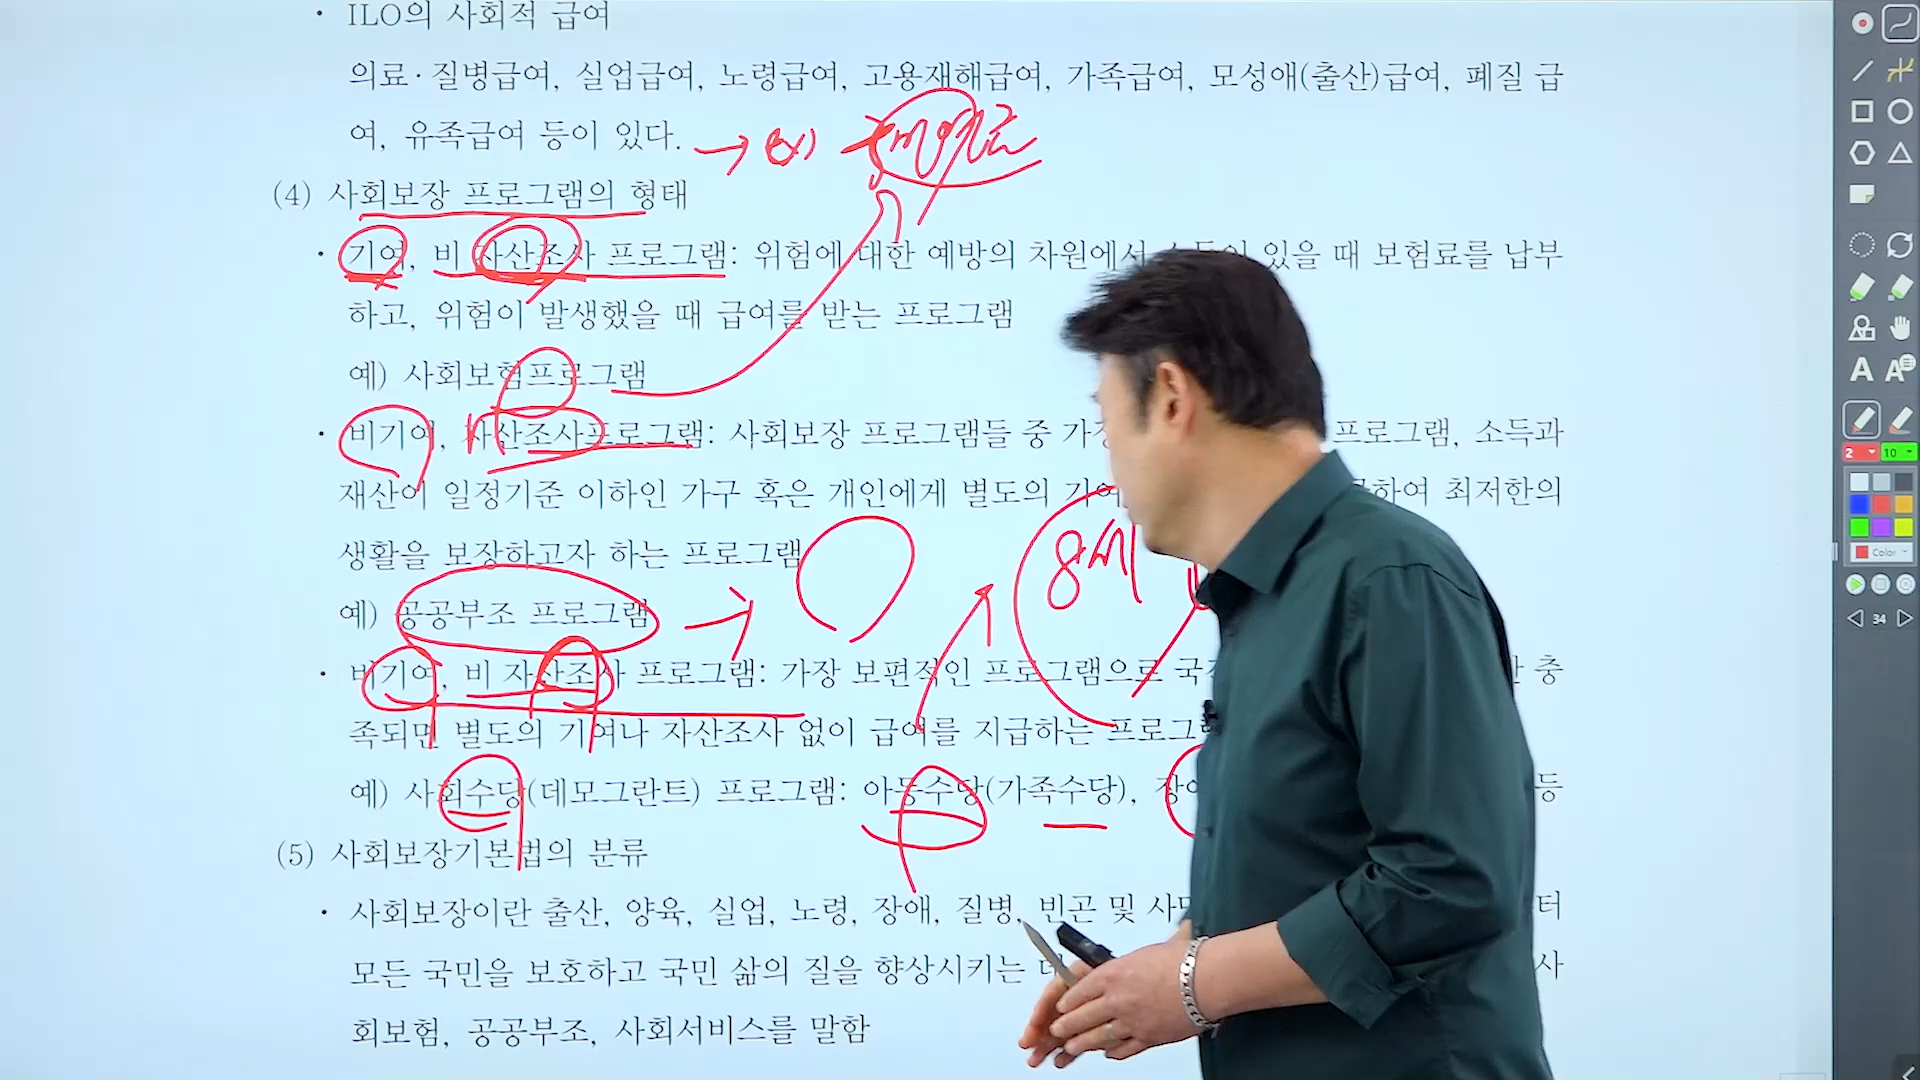 · ILO의 사회적 급여
의료·질병급여, 실업급여, 노령급여, 고용재해급여, 가족급여, 모성애(출산)급여, 폐질 급
여, 유족급여 등이 있다.
(4) 사회보장 프로그램의 형태
· 기여, 비 자산조사 프로그램: 위험에 대한 예방의 차원에서 있을 때 보험료를 납부
하고, 위험이 발생했을 때 급여를 받는 프로그램
예) 사회보험프로그램
· 비기여, 자산조사프로그램: 사회보장 프로그램들 중 프로그램, 소득과
재산이 일정기준 이하인 가구 혹은 개인에게 별도의 최저한의
생활을 보장하고자 하는 프로그램
8세
예) 공공부조 프로그램
· 비기여, 비 자산조사 프로그램: 가장 보편적인 프로그램으로 충
족되면 별도의 기여나 자산조사 없이 급여를 지급하는
예) 사회수당(데모그란트) 프로그램: 아동수당(가족수당), 등
(5) 사회보장기본법의 분류
· 사회보장이란 출산, 양육, 실업, 노령, 장애, 질병, 빈곤 및 터
모든 국민을 보호하고 국민 삶의 질을 향상시키는 사
회보험, 공공부조, 사회서비스를 말함
2
10
A
A
Color
34